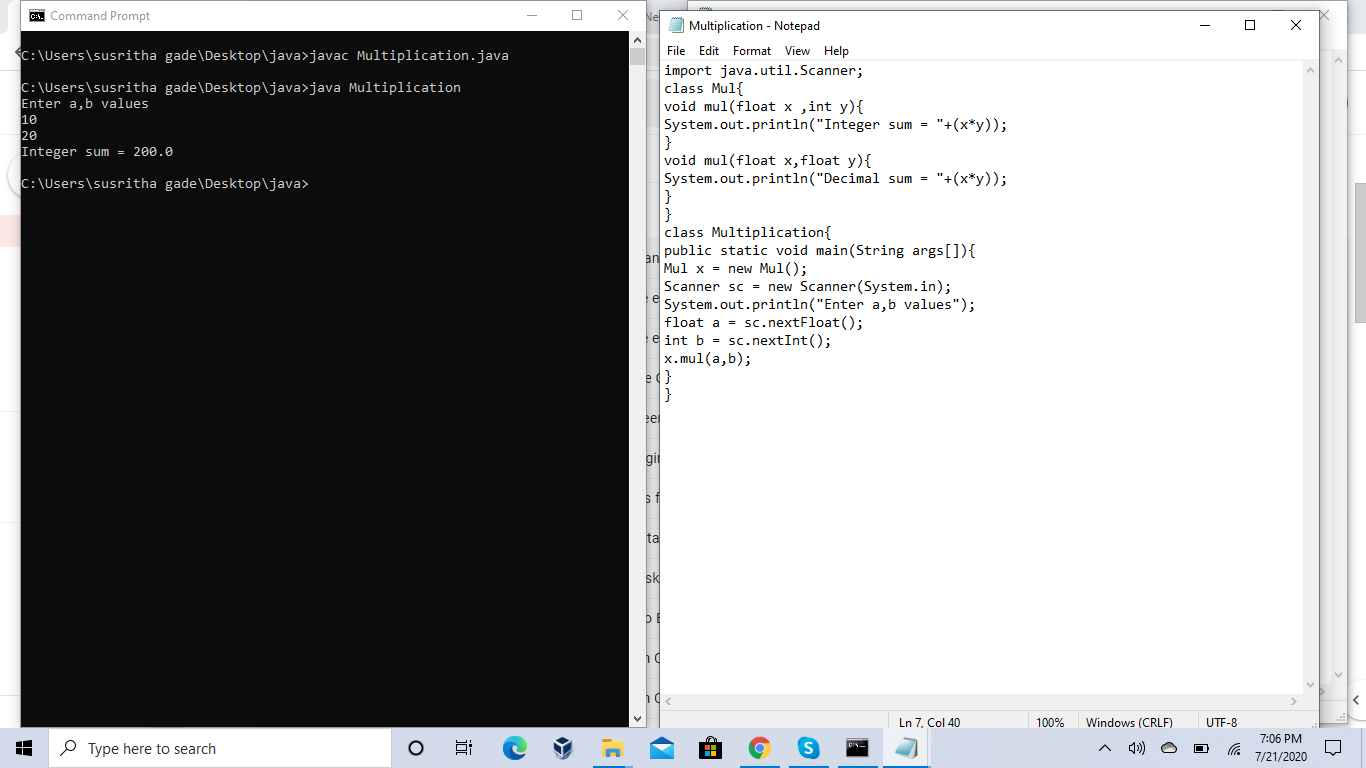 Command Prompt
C:\Users\susritha gade\Desktop\java>javac Multiplication.java
C:\Users\susritha gade\Desktop\java>java Multiplication
Enter a,b values
10
20
Integer sum = 200.0
C:\Users\susritha gade\Desktop\java>
Multiplication - Notepad
File Edit Format View Help
import java.util.Scanner;
class Mul{
void mul(float x ,int y){
System.out.println("Integer sum = "+(x*y));
}
void mul(float x,float y){
System.out.println("Decimal sum = "+(x*y));
}
}
class Multiplication{
public static void main(String args[]){
Mul x = new Mul();
Scanner sc = new Scanner(System.in);
System.out.println("Enter a,b values");
float a = sc.nextFloat();
int b = sc.nextInt();
x.mul(a,b);
}
}
Ln 7, Col 40 100% Windows (CRLF) UTF-8
Type here to search
7:06 PM
7/21/2020